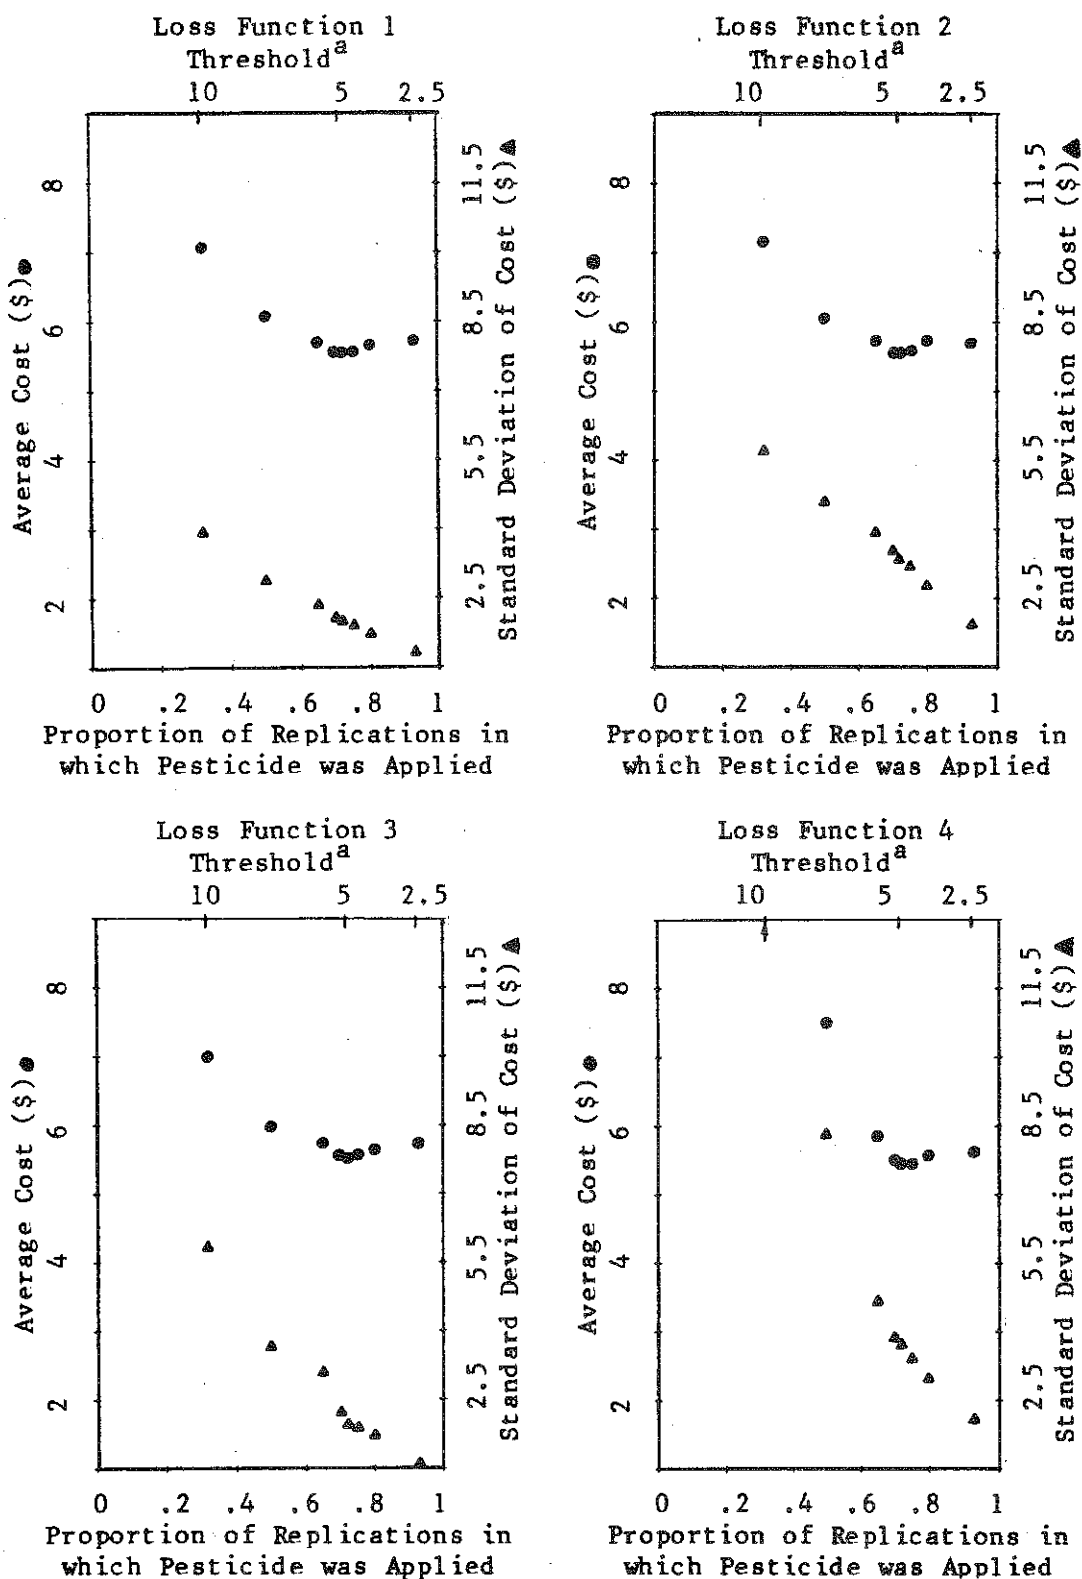 Loss Function 1
Threshold^a
10 5 2.5
8
6
4
2
Average Cost ($)●
11.5
8.5
5.5
2.5
Standard Deviation of Cost ($)▲
0 .2 .4 .6 .8 1
Proportion of Replications in
which Pesticide was Applied
Loss Function 2
Threshold^a
10 5 2.5
8
6
4
2
Average Cost ($)●
11.5
8.5
5.5
2.5
Standard Deviation of Cost ($)▲
0 .2 .4 .6 .8 1
Proportion of Replications in
which Pesticide was Applied
Loss Function 3
Threshold^a
10 5 2.5
8
6
4
2
Average Cost ($)●
11.5
8.5
5.5
2.5
Standard Deviation of Cost ($)▲
0 .2 .4 .6 .8 1
Proportion of Replications in
which Pesticide was Applied
Loss Function 4
Threshold^a
10 5 2.5
8
6
4
2
Average Cost ($)●
11.5
8.5
5.5
2.5
Standard Deviation of Cost ($)▲
0 .2 .4 .6 .8 1
Proportion of Replications in
which Pesticide was Applied